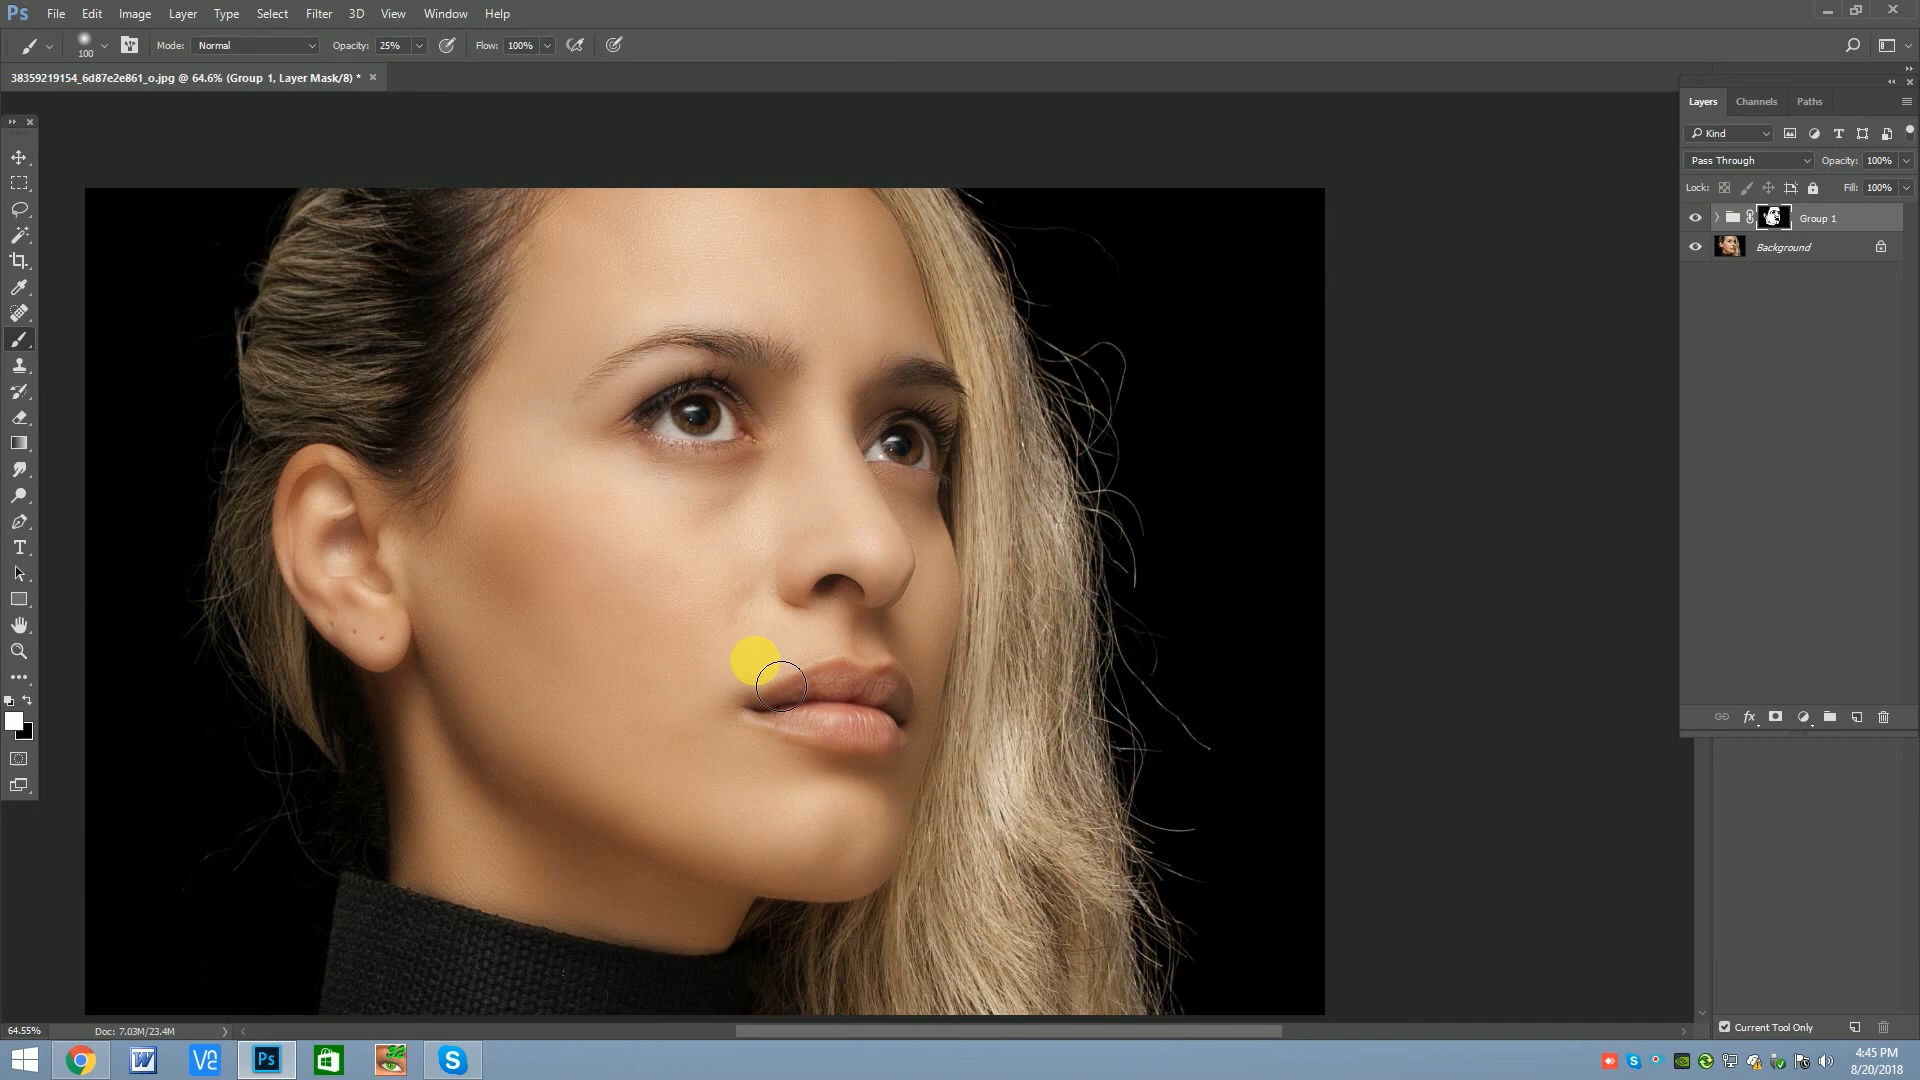 Ps File Edit Image Layer Type Select Filter 3D View Window Help
100 Mode: Normal Opacity: 25% Flow: 100%
38359219154_6d87e2e861_o.jpg @ 64.6% (Group 1, Layer Mask/8) *
Layers Channels Paths
Kind
Pass Through Opacity: 100%
Lock: Fill: 100%
Group 1
Background
fx
64.55% Doc: 7.03M/23.4M
Current Tool Only
Ps
4:45 PM
8/20/2018